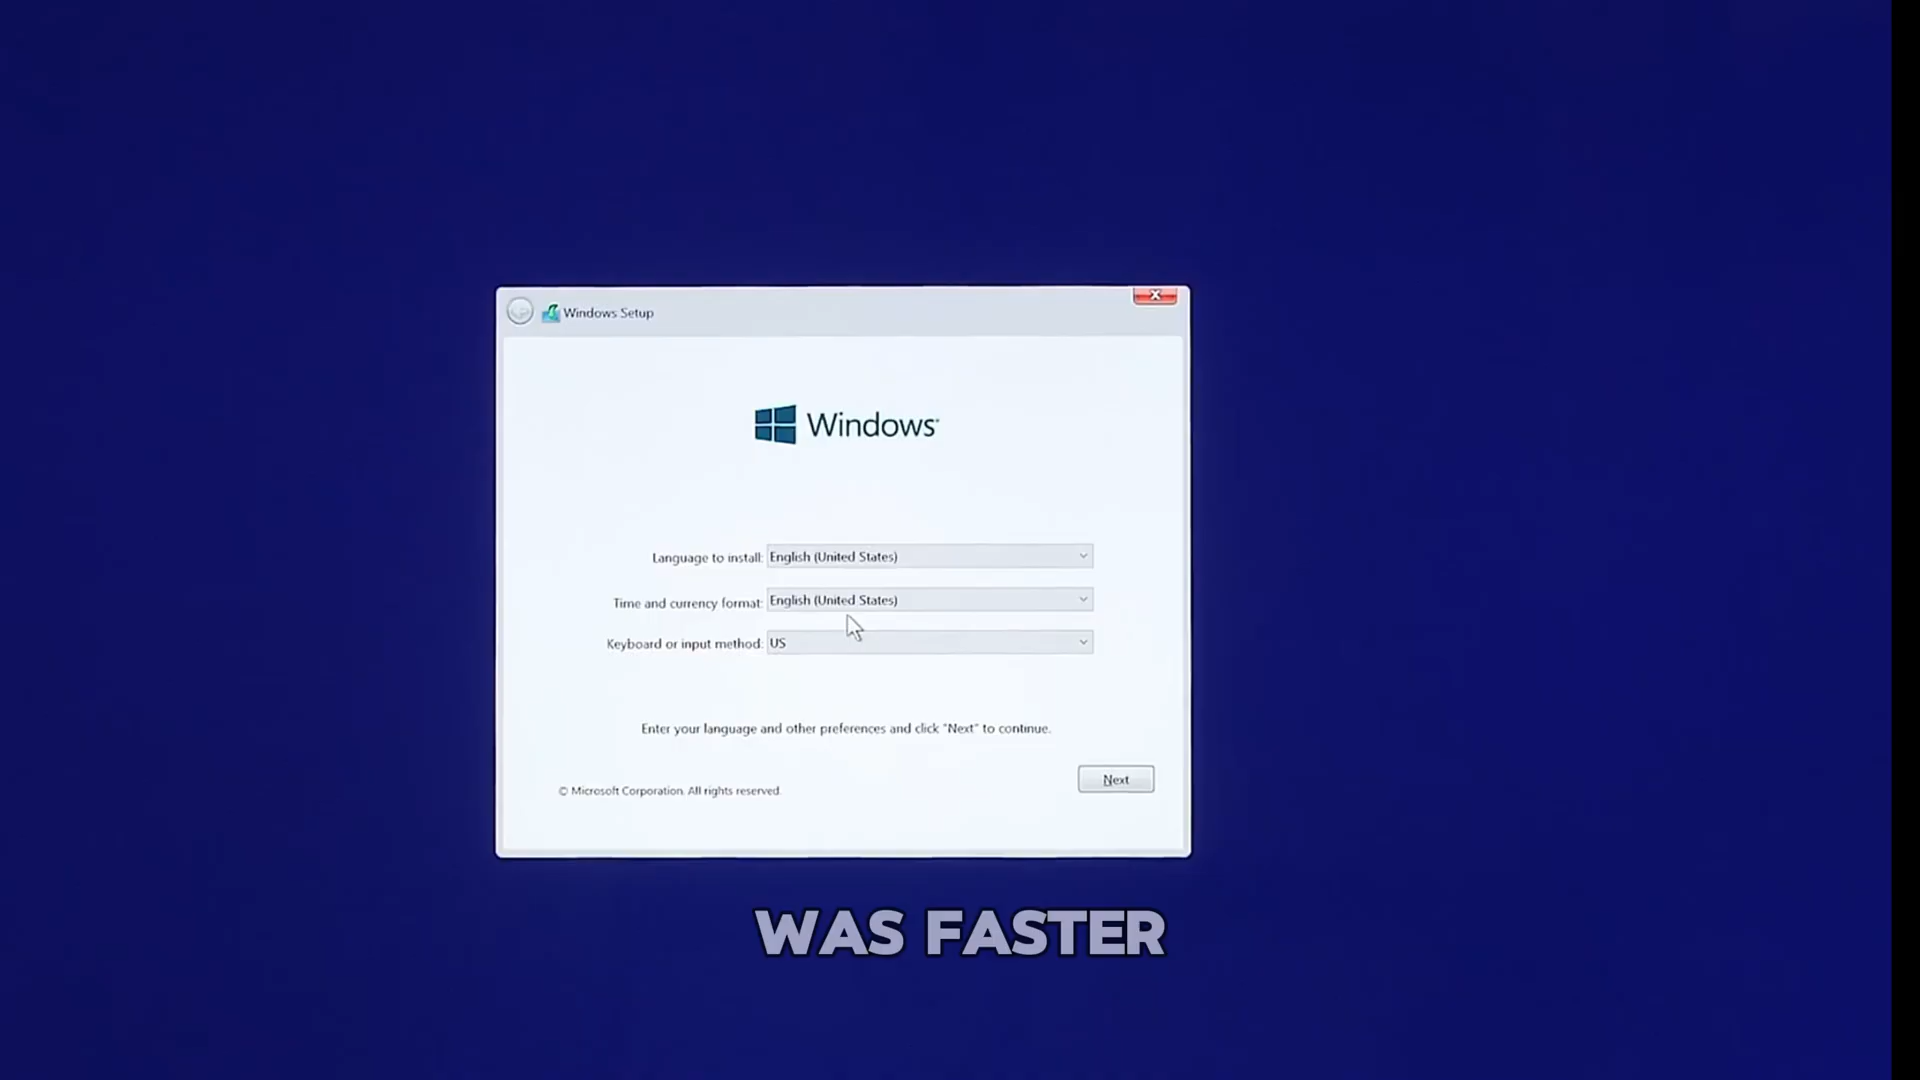 Windows Setup
Windows
Language to install: English (United States)
Time and currency format: English (United States)
Keyboard or input method: US
Enter your language and other preferences and click "Next" to continue.
Next
© Microsoft Corporation. All rights reserved.
WAS FASTER